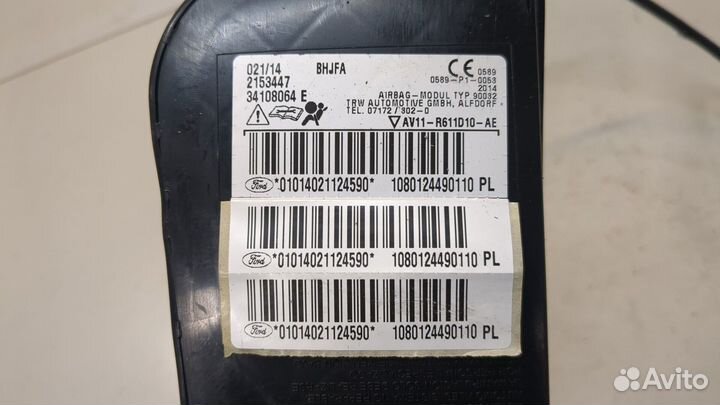 021/14 BHJFA
2153447
34108064 E
CE 0589
0589-P1-0053
2014
AIRBAG-MODUL TYP 90032
TRW AUTOMOTIVE GMBH, ALFDORF
TEL. 07172 / 302-0
AV11-R611D10-AE
Ford *01014021124590* 1080124490110 PL
Ford *01014021124590* 1080124490110 PL
Ford *01014021124590* 1080124490110 PL
Avito